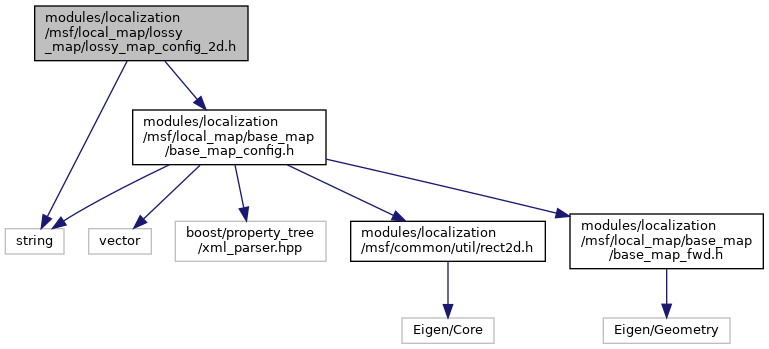 modules/localization
/msf/local_map/lossy
_map/lossy_map_config_2d.h
modules/localization
/msf/local_map/base_map
/base_map_config.h
string
vector
boost/property_tree
/xml_parser.hpp
modules/localization
/msf/common/util/rect2d.h
modules/localization
/msf/local_map/base_map
/base_map_fwd.h
Eigen/Core
Eigen/Geometry